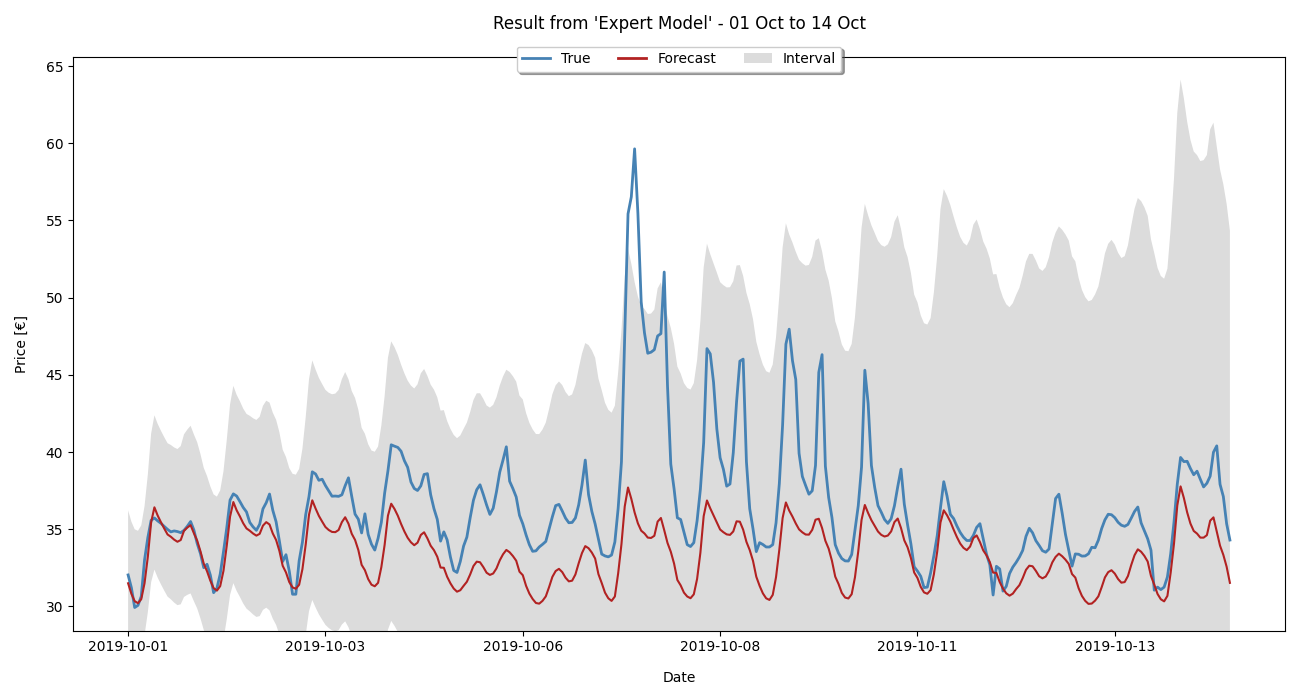 Result from 'Expert Model' - 01 Oct to 14 Oct
True Forecast Interval
65
60
55
50
45
40
35
30
Price [€]
2019-10-01 2019-10-03 2019-10-06 2019-10-08 2019-10-11 2019-10-13
Date